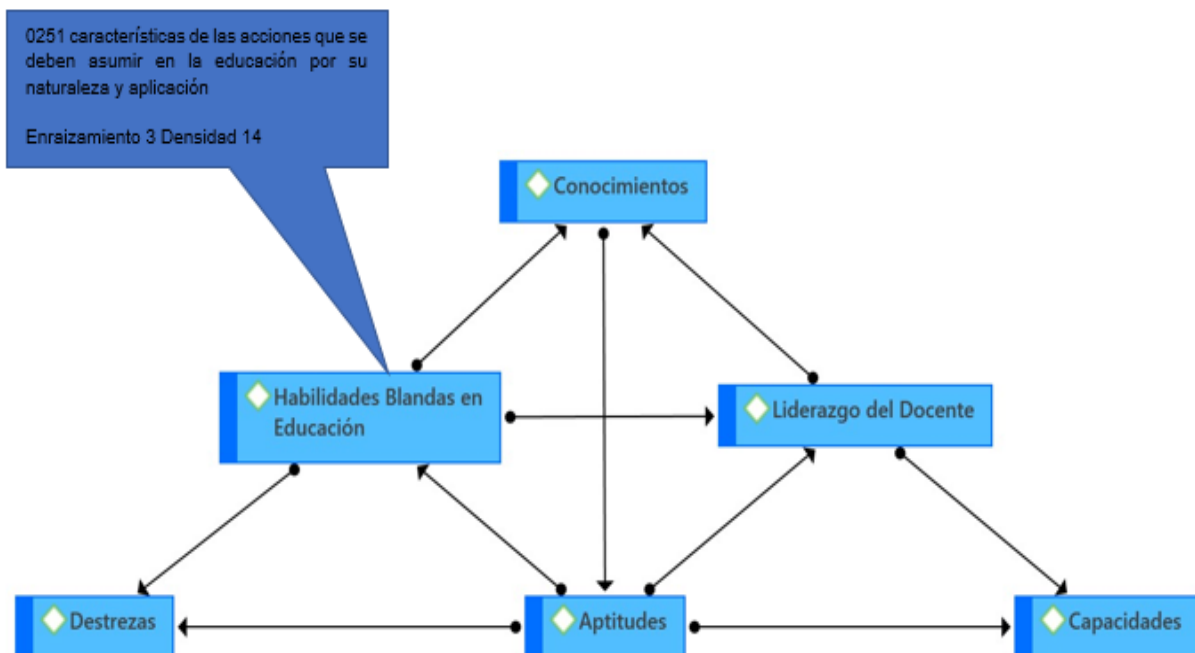 0251 características de las acciones que se
deben asumir en la educación por su
naturaleza y aplicación
Enraizamiento 3 Densidad 14
Conocimientos
Habilidades Blandas en
Educación
Liderazgo del Docente
Destrezas
Aptitudes
Capacidades